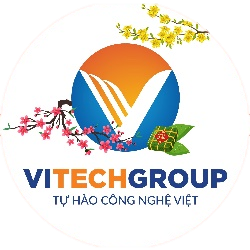 VITECHGROUP
TỰ HÀO CÔNG NGHỆ VIỆT